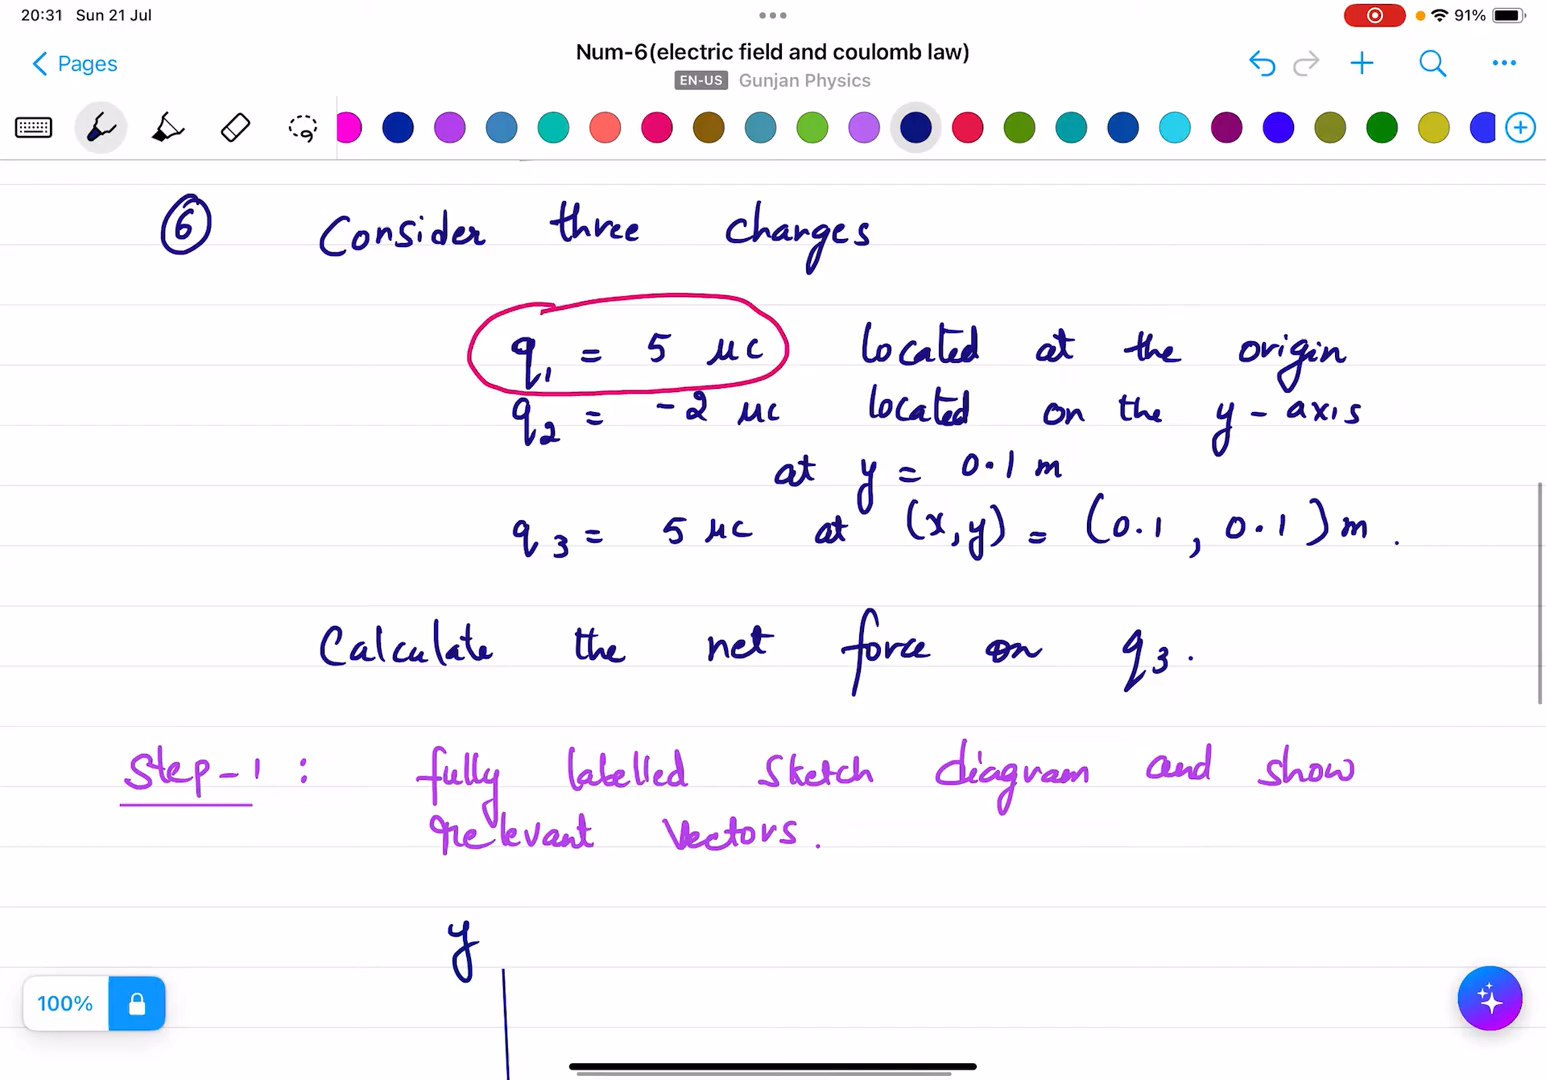 20:31 Sun 21 Jul
91%
Num-6(electric field and coulomb law)
Pages
EN-US Gunjan Physics
6 Consider three charges
q1 = 5 μc located at the origin
q2 = -2 μc located on the y-axis
at y = 0.1 m
q3 = 5 μc at (x,y) = (0.1, 0.1)m.
Calculate the net force on q3.
Step-1: fully labelled sketch diagram and show
relevant Vectors.
y
100%